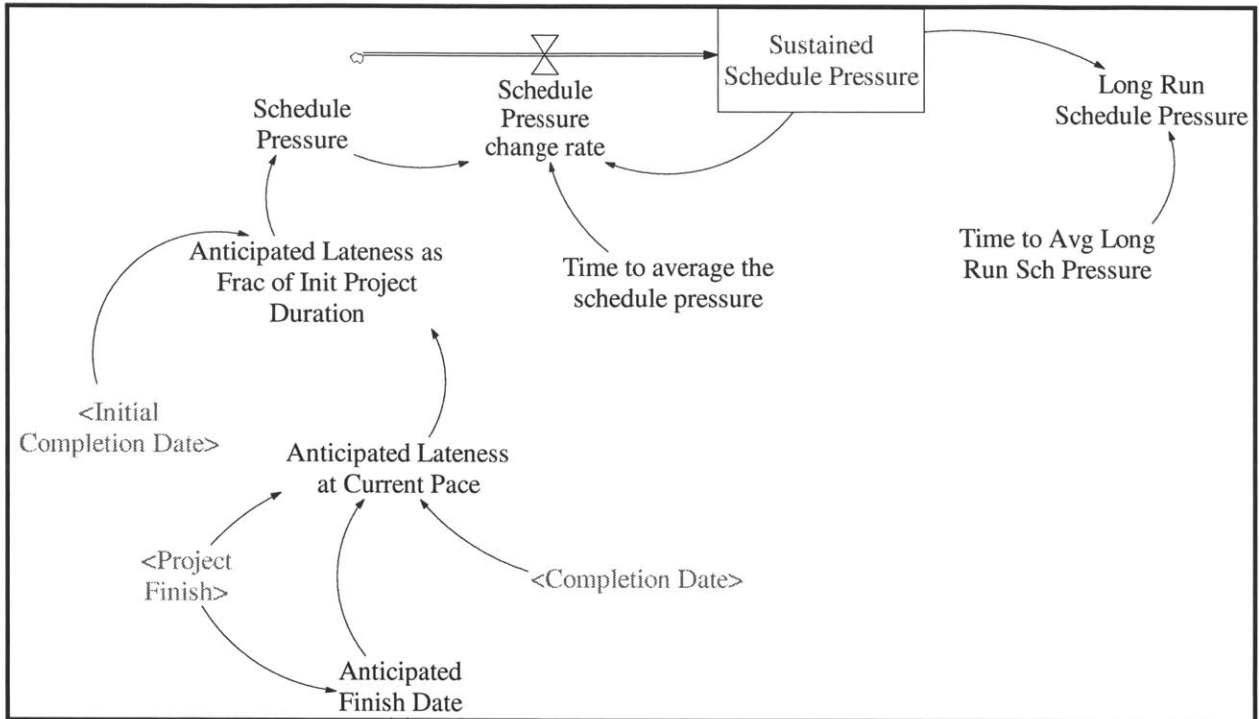 Sustained
Schedule Pressure
Schedule
Pressure
change rate
Long Run
Schedule Pressure
Schedule
Pressure
Anticipated Lateness as
Frac of Init Project
Duration
Time to average the
schedule pressure
Time to Avg Long
Run Sch Pressure
<Initial
Completion Date>
Anticipated Lateness
at Current Pace
<Project
Finish>
<Completion Date>
Anticipated
Finish Date